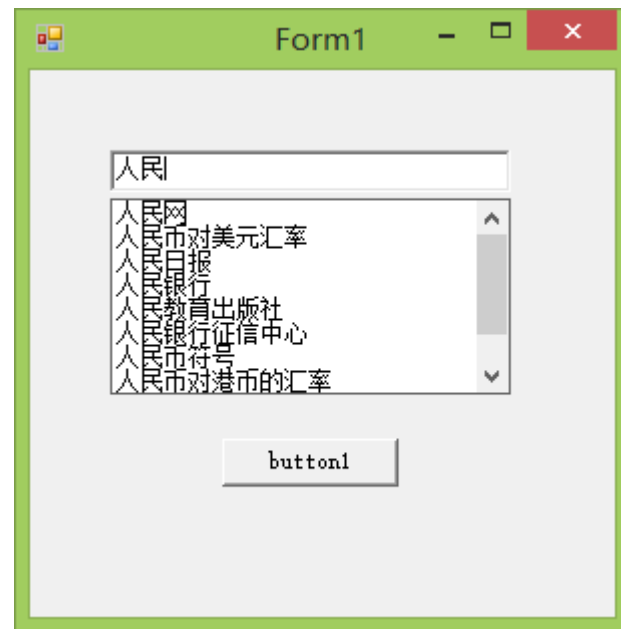 Form1
人民
人民网
人民币对美元汇率
人民日报
人民银行
人民教育出版社
人民银行征信中心
人民币符号
人民币对港币的汇率
button1